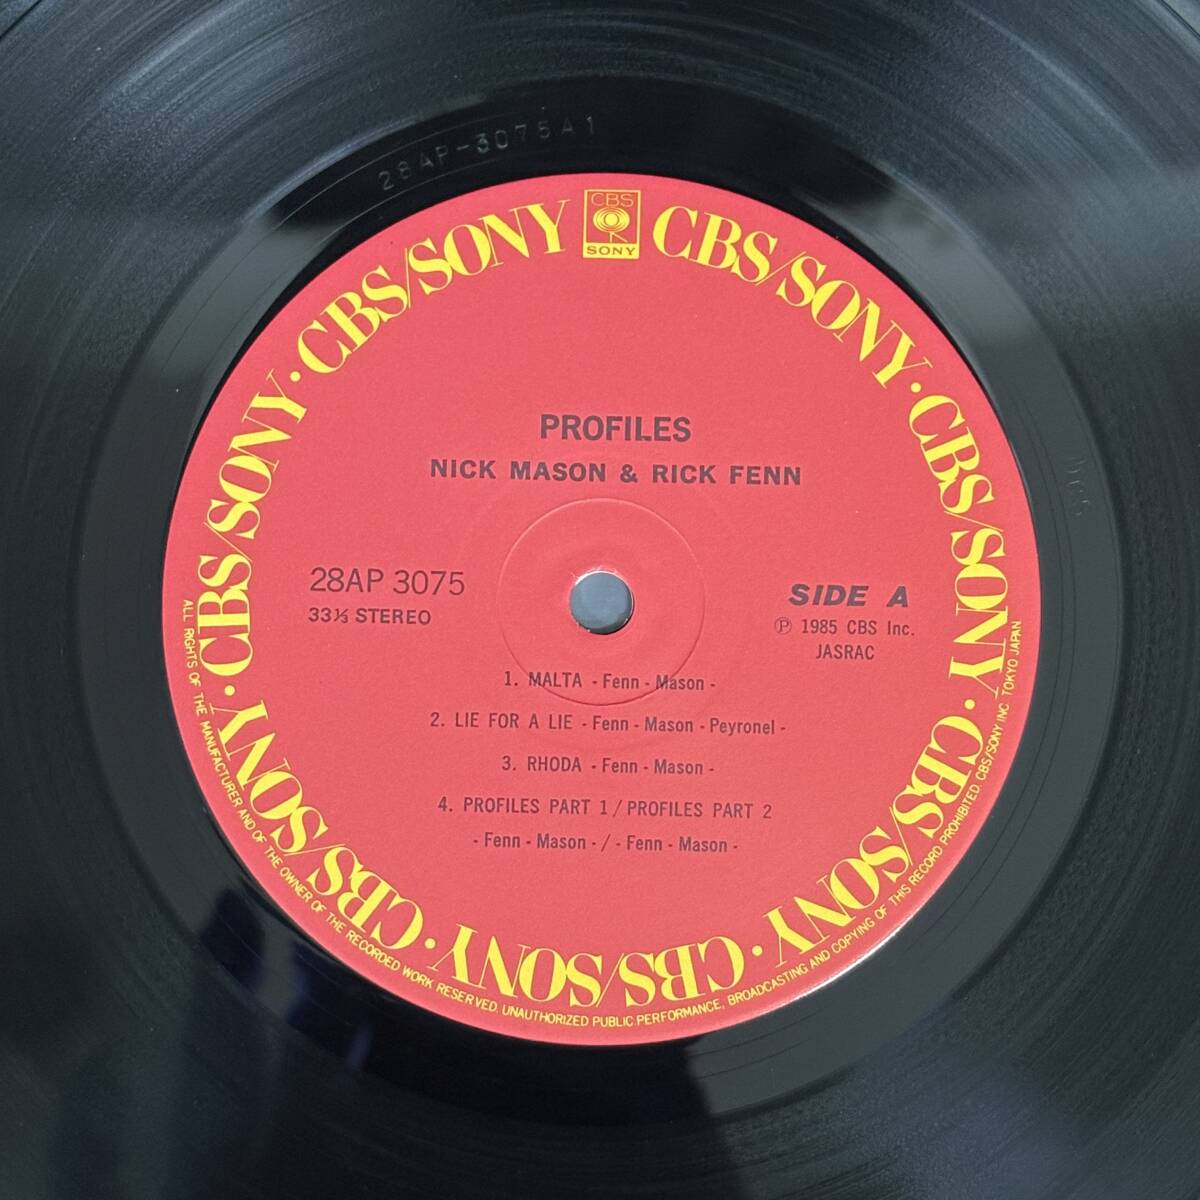 28AP-3075A1
CBS
SONY
CBS/SONY · CBS/SONY · CBS/SONY · CBS/SONY · CBS/SONY · CBS/SONY · CBS/SONY · CBS/SONY
PROFILES
NICK MASON & RICK FENN
28AP 3075
33⅓ STEREO
SIDE A
℗ 1985 CBS Inc.
JASRAC
1. MALTA - Fenn - Mason -
2. LIE FOR A LIE - Fenn - Mason - Peyronel -
3. RHODA - Fenn - Mason -
4. PROFILES PART 1 / PROFILES PART 2
- Fenn - Mason - / - Fenn - Mason -
ALL RIGHTS OF THE MANUFACTURER AND OF THE OWNER OF THE RECORDED WORK RESERVED. UNAUTHORIZED PUBLIC PERFORMANCE, BROADCASTING AND COPYING OF THIS RECORD PROHIBITED CBS/SONY INC TOKYO JAPAN